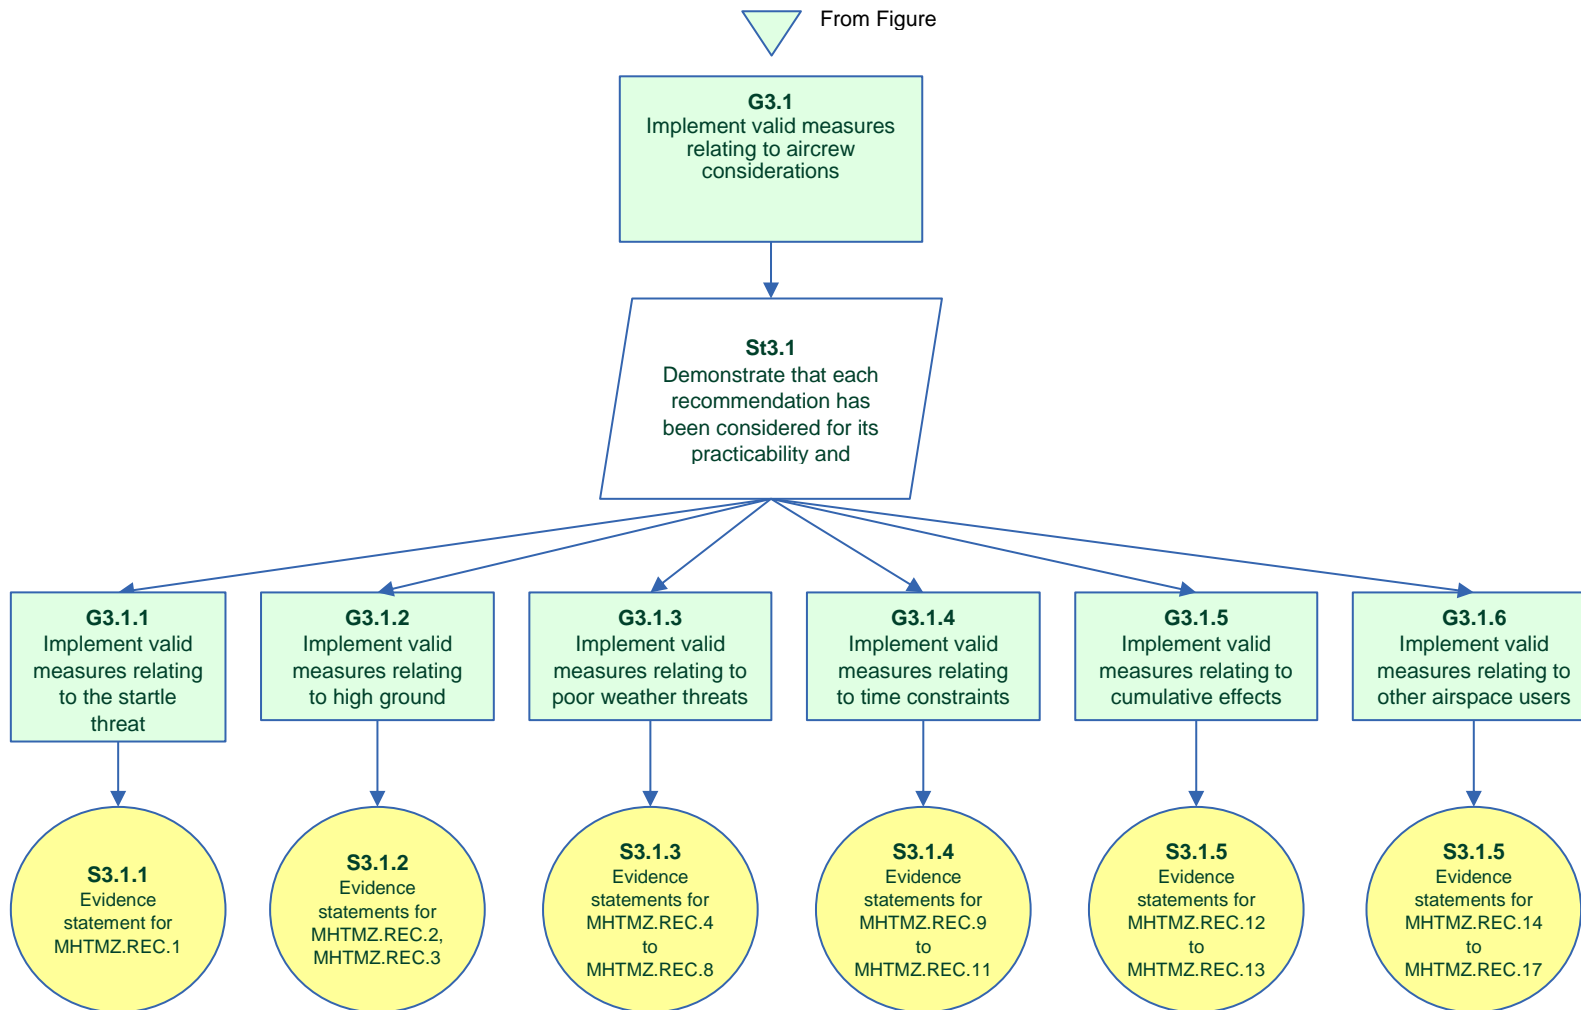 From Figure
G3.1
Implement valid measures
relating to aircrew
considerations
St3.1
Demonstrate that each
recommendation has
been considered for its
practicability and
G3.1.1
Implement valid
measures relating
to the startle
threat
G3.1.2
Implement valid
measures relating
to high ground
G3.1.3
Implement valid
measures relating to
poor weather threats
G3.1.4
Implement valid
measures relating
to time constraints
G3.1.5
Implement valid
measures relating to
cumulative effects
G3.1.6
Implement valid
measures relating to
other airspace users
S3.1.1
Evidence
statement for
MHTMZ.REC.1
S3.1.2
Evidence
statements for
MHTMZ.REC.2,
MHTMZ.REC.3
S3.1.3
Evidence
statements for
MHTMZ.REC.4
to
MHTMZ.REC.8
S3.1.4
Evidence
statements for
MHTMZ.REC.9
to
MHTMZ.REC.11
S3.1.5
Evidence
statements for
MHTMZ.REC.12
to
MHTMZ.REC.13
S3.1.5
Evidence
statements for
MHTMZ.REC.14
to
MHTMZ.REC.17